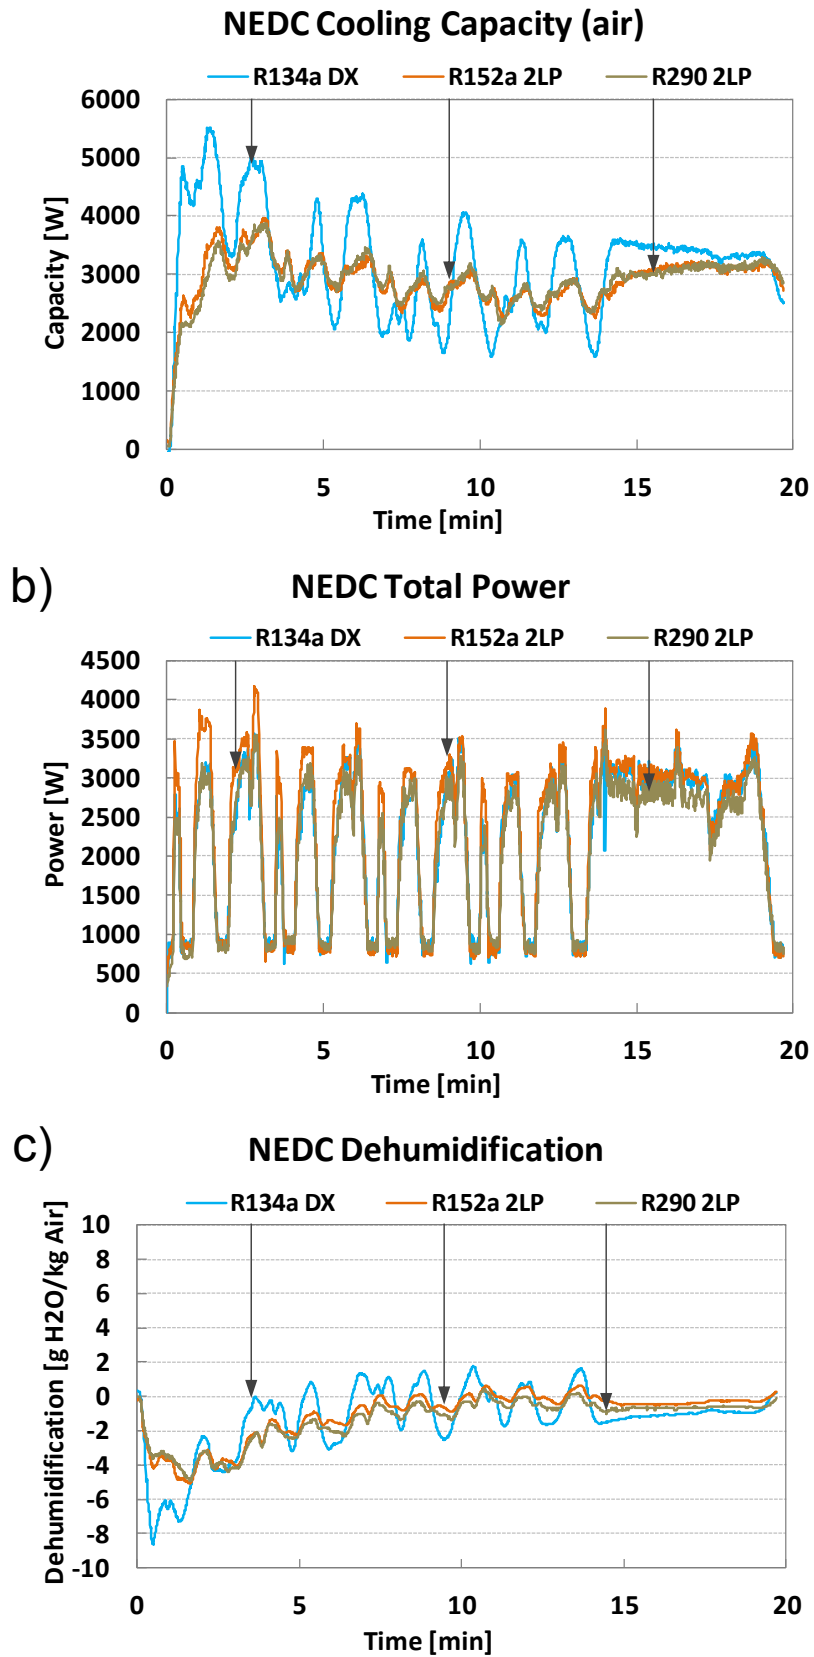 NEDC Cooling Capacity (air)
R134a DX R152a 2LP R290 2LP
6000
5000
4000
3000
2000
1000
0
Capacity [W]
0 5 10 15 20
Time [min]
b) NEDC Total Power
R134a DX R152a 2LP R290 2LP
4500
4000
3500
3000
2500
2000
1500
1000
500
0
Power [W]
0 5 10 15 20
Time [min]
c) NEDC Dehumidification
R134a DX R152a 2LP R290 2LP
10
8
6
4
2
0
-2
-4
-6
-8
-10
Dehumidification [g H2O/kg Air]
0 5 10 15 20
Time [min]